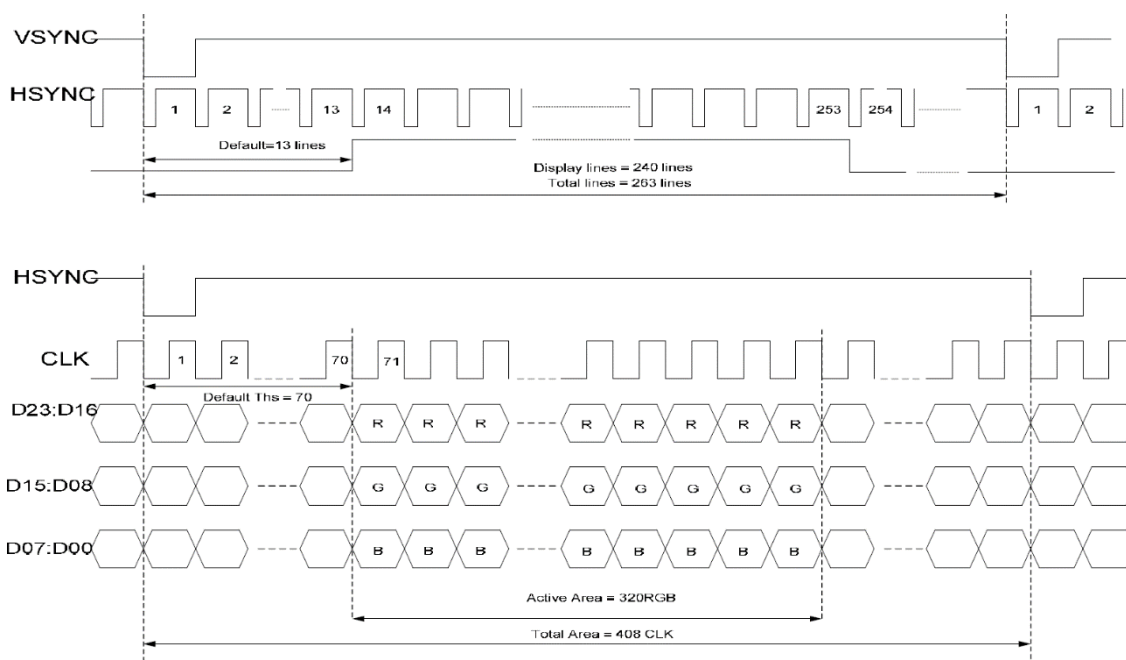 VSYNC
HSYNC
1 2 13 14 253 254 1 2
Default=13 lines
Display lines = 240 lines
Total lines = 263 lines
HSYNC
CLK
1 2 70 71
Default Ths = 70
D23:D16
R R R R R R R R
D15:D08
G G G G G G G G
D07:D00
B B B B B B B B
Active Area = 320RGB
Total Area = 408 CLK